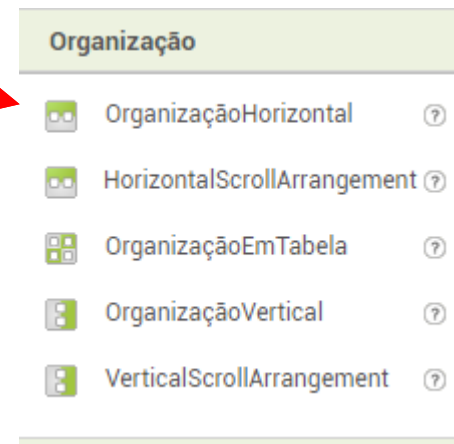 Organização
OrganizaçãoHorizontal ?
HorizontalScrollArrangement ?
OrganizaçãoEmTabela ?
OrganizaçãoVertical ?
VerticalScrollArrangement ?